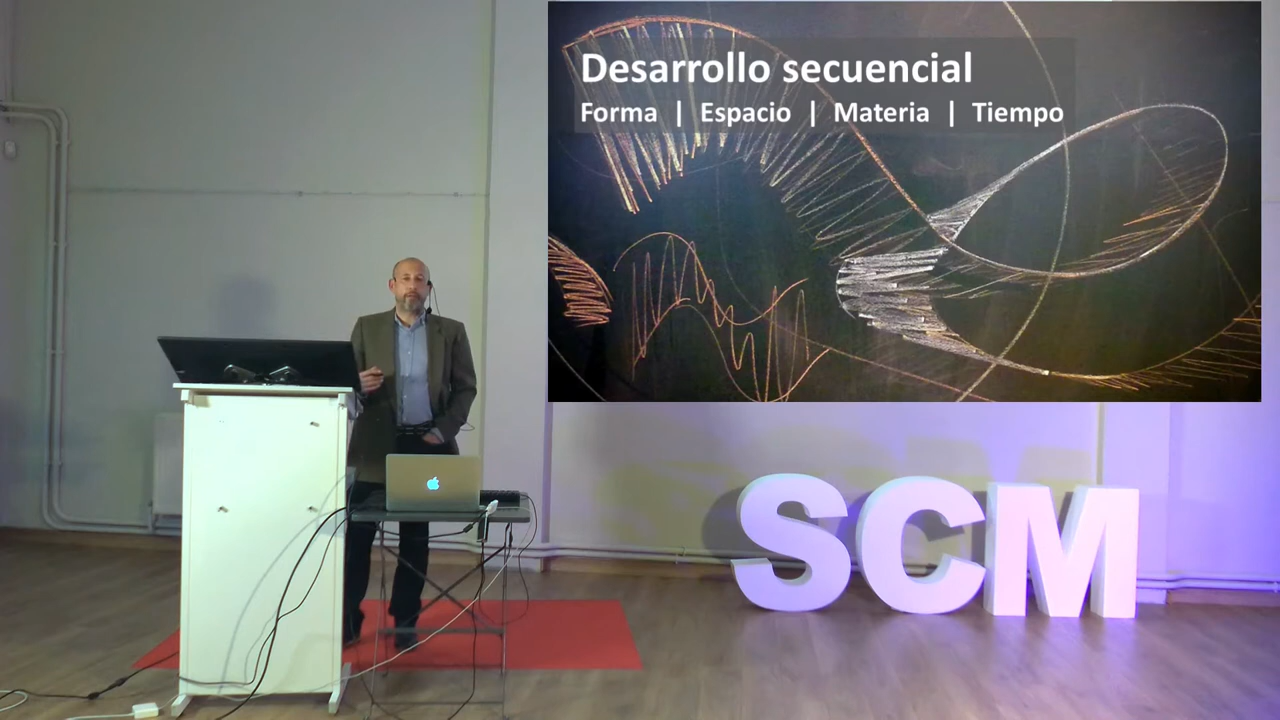 Desarrollo secuencial
Forma | Espacio | Materia | Tiempo
SCM